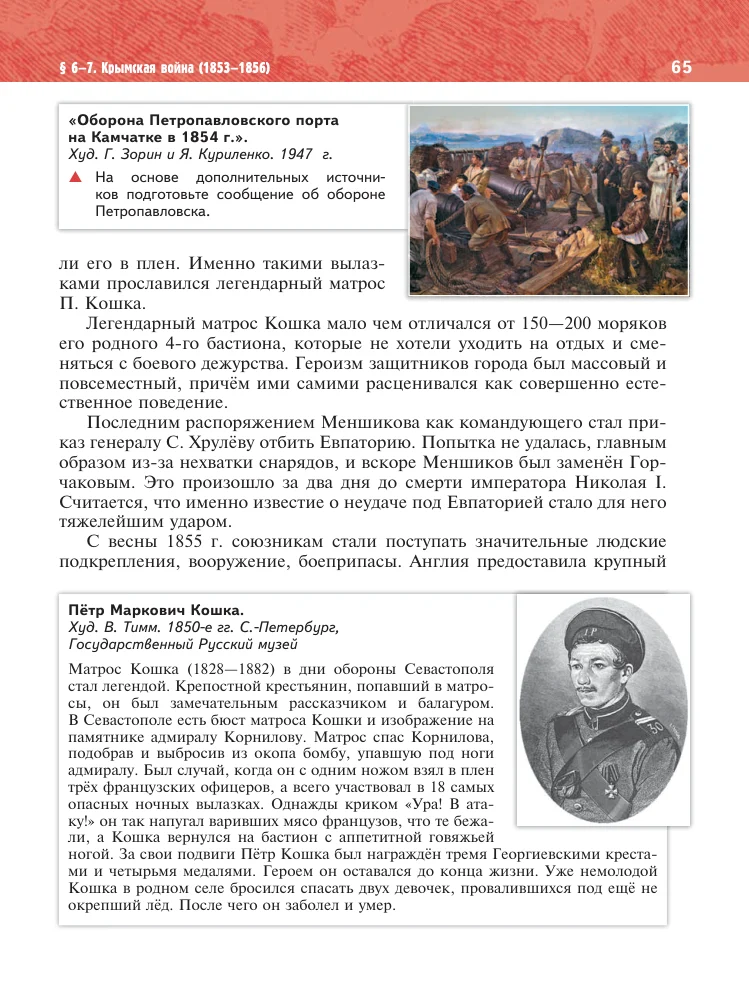 § 6–7. Крымская война (1853–1856)
65
«Оборона Петропавловского порта
на Камчатке в 1854 г.».
Худ. Г. Зорин и Я. Куриленко. 1947 г.
▲ На основе дополнительных источни-
ков подготовьте сообщение об обороне
Петропавловска.
ли его в плен. Именно такими вылаз-
ками прославился легендарный матрос
П. Кошка.
Легендарный матрос Кошка мало чем отличался от 150—200 моряков
его родного 4-го бастиона, которые не хотели уходить на отдых и сме-
няться с боевого дежурства. Героизм защитников города был массовый и
повсеместный, причём ими самими расценивался как совершенно есте-
ственное поведение.
Последним распоряжением Меншикова как командующего стал при-
каз генералу С. Хрулёву отбить Евпаторию. Попытка не удалась, главным
образом из-за нехватки снарядов, и вскоре Меншиков был заменён Гор-
чаковым. Это произошло за два дня до смерти императора Николая I.
Считается, что именно известие о неудаче под Евпаторией стало для него
тяжелейшим ударом.
С весны 1855 г. союзникам стали поступать значительные людские
подкрепления, вооружение, боеприпасы. Англия предоставила крупный
Пётр Маркович Кошка.
Худ. В. Тимм. 1850-е гг. С.-Петербург,
Государственный Русский музей
Матрос Кошка (1828—1882) в дни обороны Севастополя
стал легендой. Крепостной крестьянин, попавший в матро-
сы, он был замечательным рассказчиком и балагуром.
В Севастополе есть бюст матроса Кошки и изображение на
памятнике адмиралу Корнилову. Матрос спас Корнилова,
подобрав и выбросив из окопа бомбу, упавшую под ноги
адмиралу. Был случай, когда он с одним ножом взял в плен
трёх французских офицеров, а всего участвовал в 18 самых
опасных ночных вылазках. Однажды криком «Ура! В ата-
ку!» он так напугал варивших мясо французов, что те бежа-
ли, а Кошка вернулся на бастион с аппетитной говяжьей
ногой. За свои подвиги Пётр Кошка был награждён тремя Георгиевскими креста-
ми и четырьмя медалями. Героем он оставался до конца жизни. Уже немолодой
Кошка в родном селе бросился спасать двух девочек, провалившихся под ещё не
окрепший лёд. После чего он заболел и умер.
30